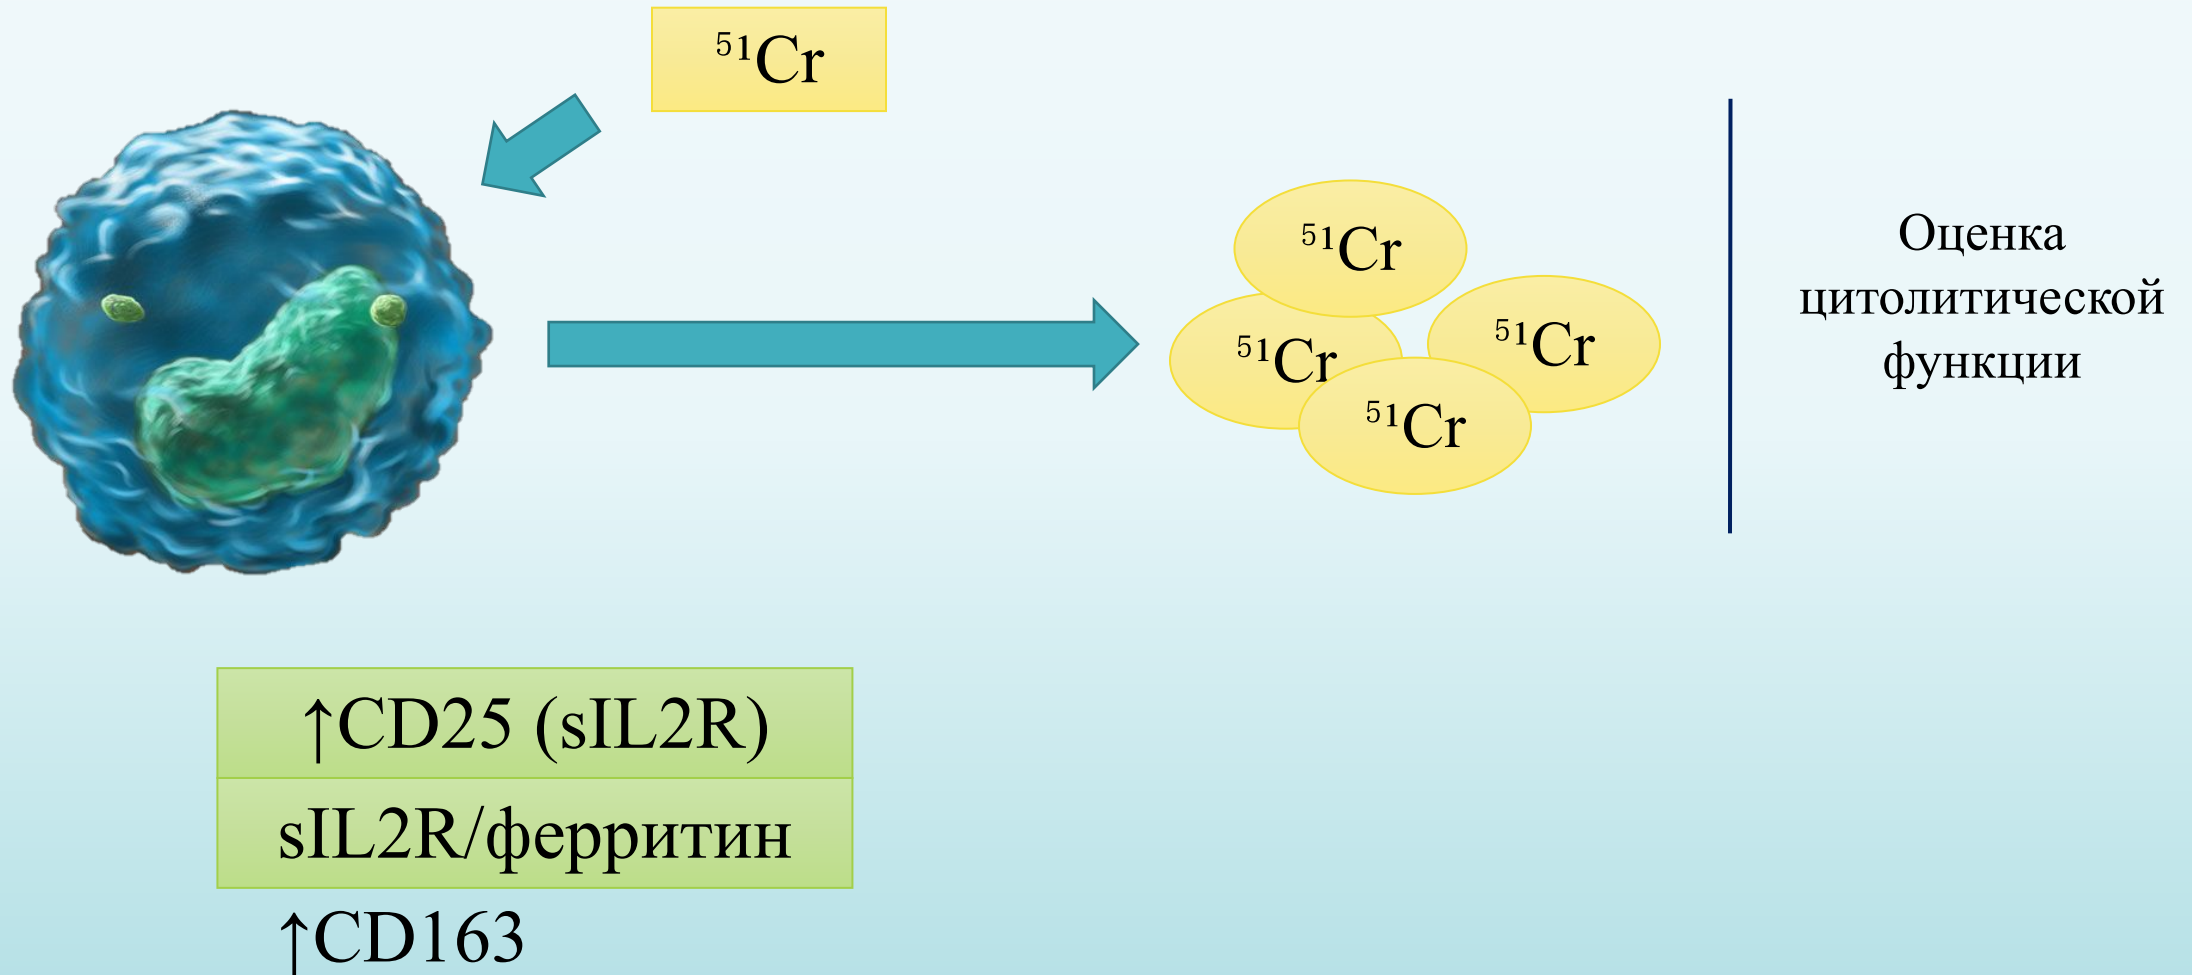 ⁵¹Cr
⁵¹Cr
⁵¹Cr
⁵¹Cr
⁵¹Cr
Оценка
цитолитической
функции
↑CD25 (sIL2R)
sIL2R/ферритин
↑CD163